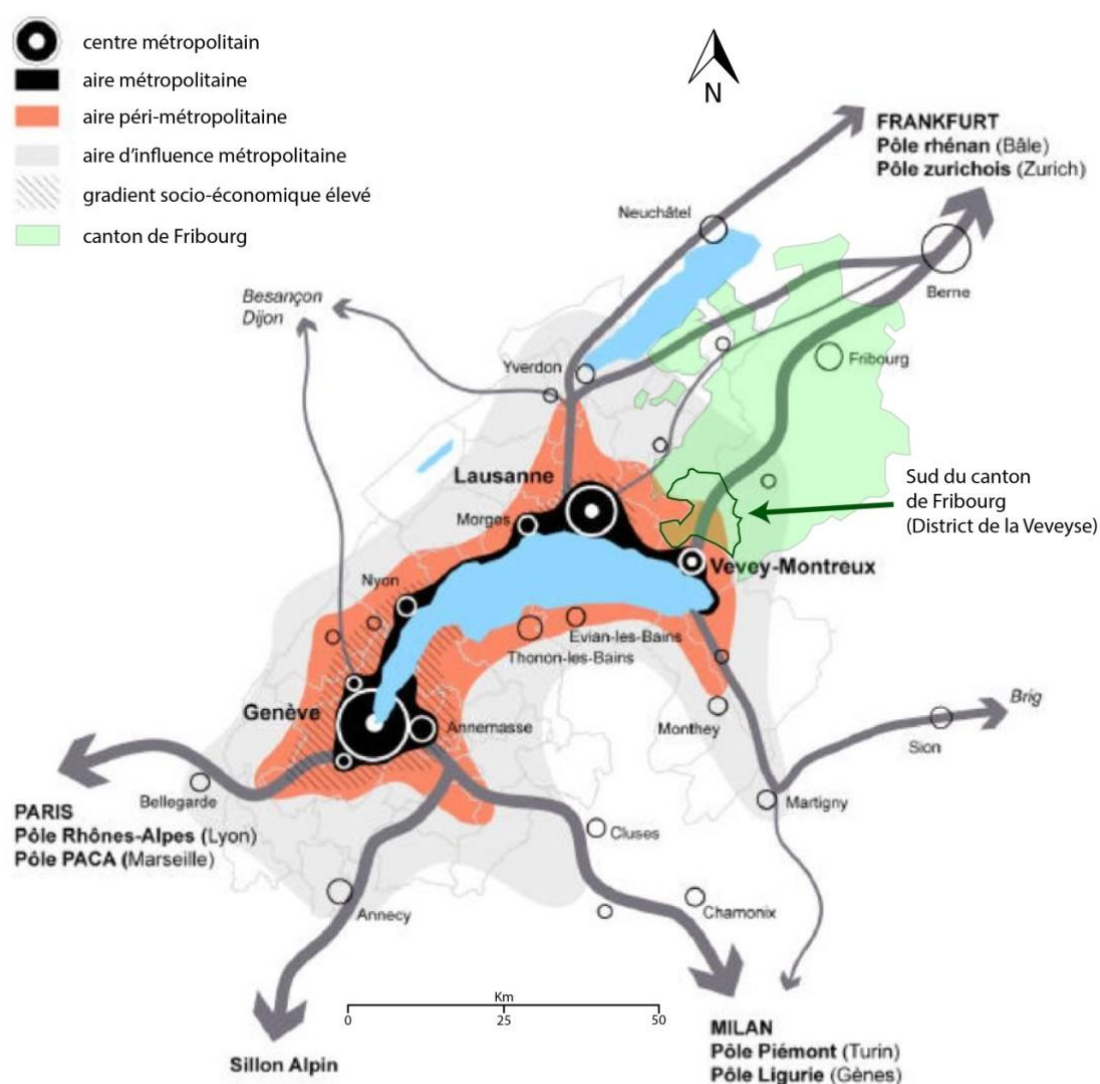 centre métropolitain
aire métropolitaine
aire péri-métropolitaine
aire d'influence métropolitaine
gradient socio-économique élevé
canton de Fribourg
N
FRANKFURT
Pôle rhénan (Bâle)
Pôle zurichois (Zurich)
Neuchâtel
Berne
Besançon
Dijon
Yverdon
Fribourg
Lausanne
Sud du canton
de Fribourg
(District de la Veveyse)
Morges
Vevey-Montreux
Nyon
Evian-les-Bains
Thonon-les-Bains
Genève
Annemasse
Monthey
Brig
Sion
Bellegarde
Martigny
PARIS
Pôle Rhônes-Alpes (Lyon)
Pôle PACA (Marseille)
Cluses
Annecy
Chamonix
Km
0 25 50
Sillon Alpin
MILAN
Pôle Piémont (Turin)
Pôle Ligurie (Gènes)